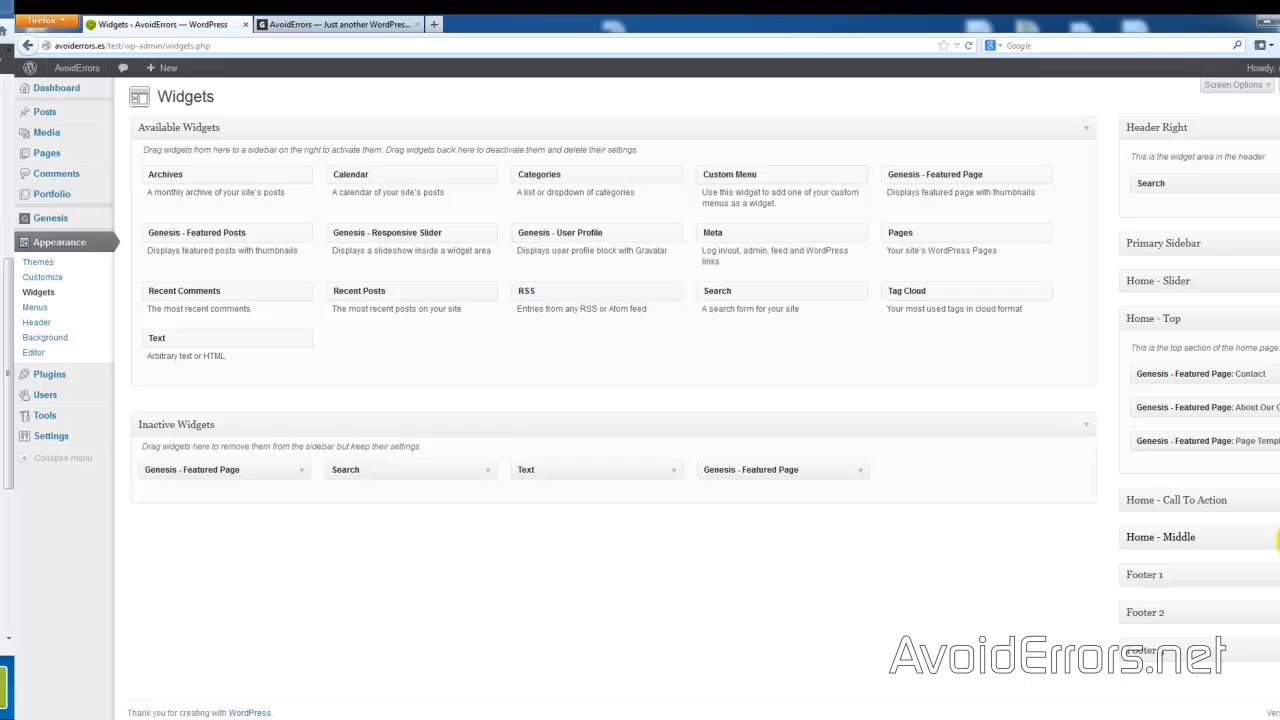 Firefox
Widgets ‹ AvoidErrors — WordPress
AvoidErrors — Just another WordPres...
avoiderrors.es/test/wp-admin/widgets.php
Google
AvoidErrors
New
Howdy,
Dashboard
Posts
Media
Pages
Comments
Portfolio
Genesis
Appearance
Themes
Customize
Widgets
Menus
Header
Background
Editor
Plugins
Users
Tools
Settings
Collapse menu
Screen Options
Widgets
Available Widgets
Drag widgets from here to a sidebar on the right to activate them. Drag widgets back here to deactivate them and delete their settings.
Archives
A monthly archive of your site's posts
Calendar
A calendar of your site's posts
Categories
A list or dropdown of categories
Custom Menu
Use this widget to add one of your custom
menus as a widget.
Genesis - Featured Page
Displays featured page with thumbnails
Genesis - Featured Posts
Displays featured posts with thumbnails
Genesis - Responsive Slider
Displays a slideshow inside a widget area
Genesis - User Profile
Displays user profile block with Gravatar
Meta
Log in/out, admin, feed and WordPress
links
Pages
Your site's WordPress Pages
Recent Comments
The most recent comments
Recent Posts
The most recent posts on your site
RSS
Entries from any RSS or Atom feed
Search
A search form for your site
Tag Cloud
Your most used tags in cloud format
Text
Arbitrary text or HTML
Inactive Widgets
Drag widgets here to remove them from the sidebar but keep their settings.
Genesis - Featured Page
Search
Text
Genesis - Featured Page
Header Right
This is the widget area in the header.
Search
Primary Sidebar
Home - Slider
Home - Top
This is the top section of the home page.
Genesis - Featured Page: Contact
Genesis - Featured Page: About Our
Genesis - Featured Page: Page Templ
Home - Call To Action
Home - Middle
Footer 1
Footer 2
Footer
AvoidErrors.net
Thank you for creating with WordPress.